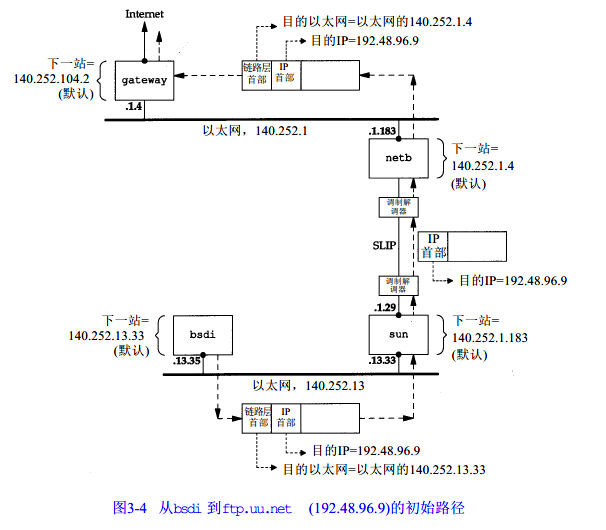 Internet
目的以太网=以太网的140.252.1.4
目的IP=192.48.96.9
下一站=
140.252.104.2
(默认)
gateway
链路层
首部
IP
首部
.1.4
以太网，140.252.1
.1.183
netb
下一站=
140.252.1.4
(默认)
调制解
调器
SLIP
IP
首部
目的IP=192.48.96.9
调制解
调器
.1.29
下一站=
140.252.13.33
(默认)
bsdi
sun
下一站=
140.252.1.183
(默认)
.13.35
.13.33
以太网，140.252.13
链路层
首部
IP
首部
目的IP=192.48.96.9
目的以太网=以太网的140.252.13.33
图3-4 从bsdi 到ftp.uu.net (192.48.96.9)的初始路径